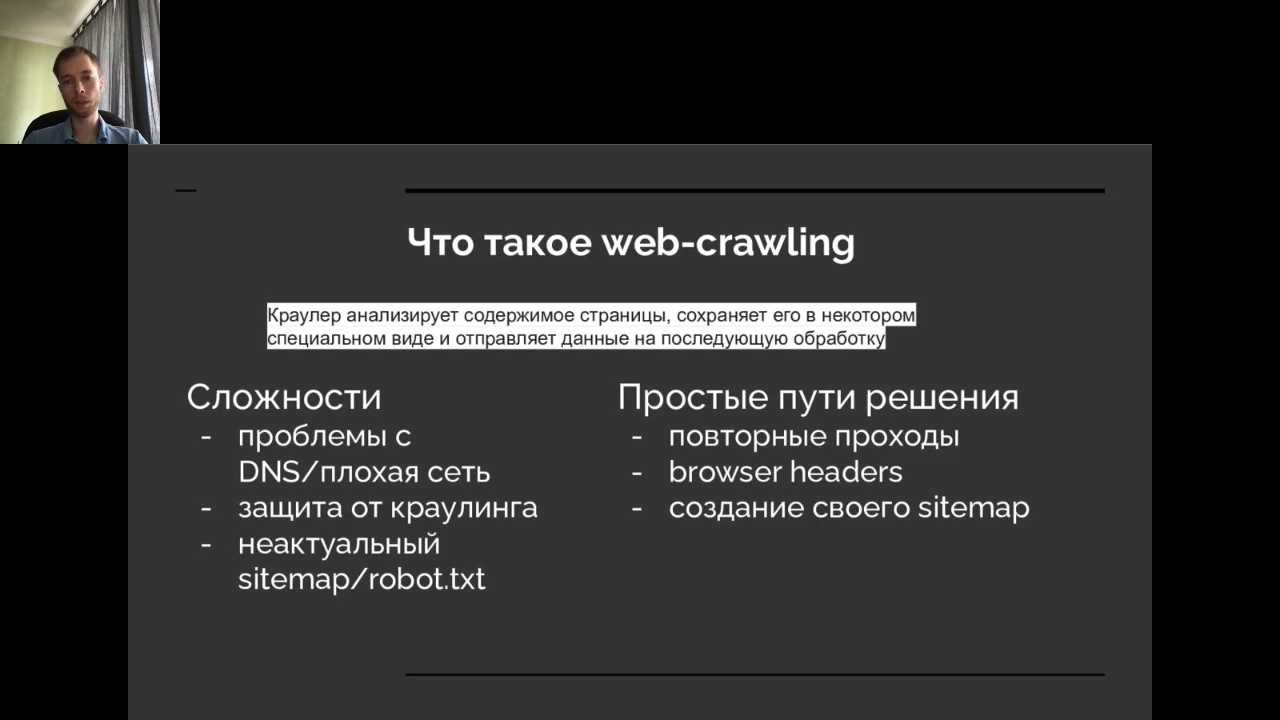 Что такое web-crawling
Краулер анализирует содержимое страницы, сохраняет его в некотором
специальном виде и отправляет данные на последующую обработку
Сложности
- проблемы с
DNS/плохая сеть
- защита от краулинга
- неактуальный
sitemap/robot.txt
Простые пути решения
- повторные проходы
- browser headers
- создание своего sitemap